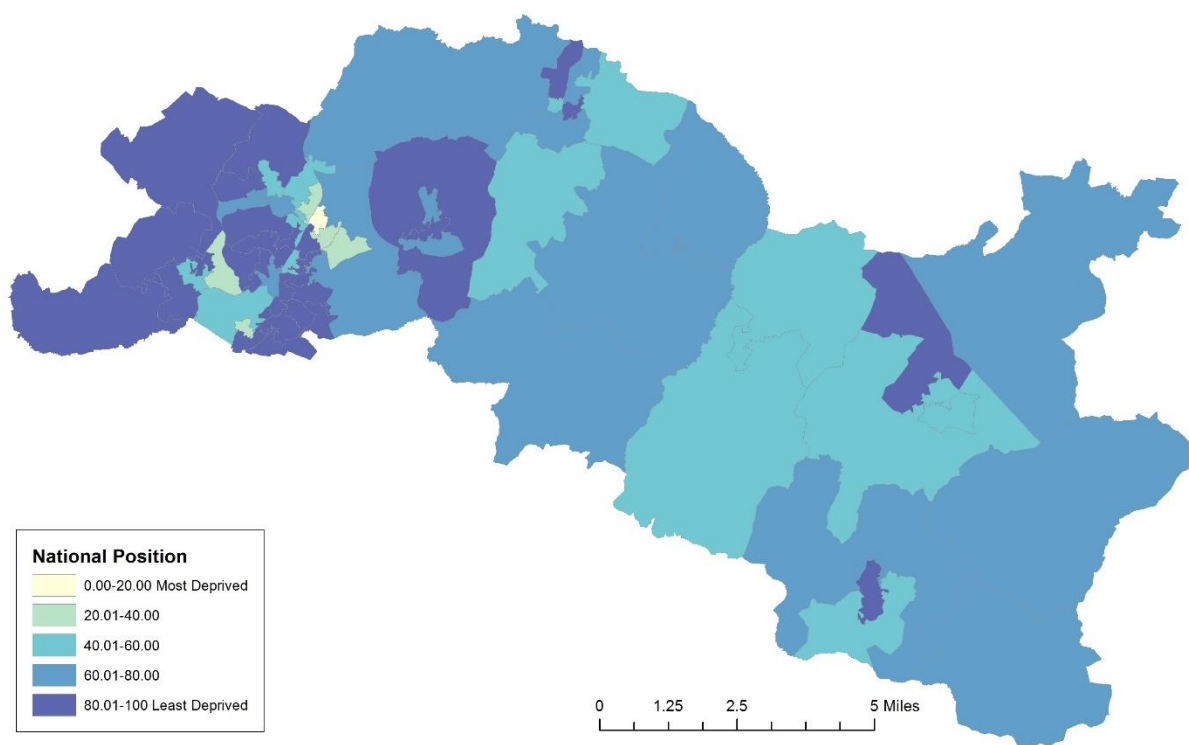 National Position
0.00-20.00 Most Deprived
20.01-40.00
40.01-60.00
60.01-80.00
80.01-100 Least Deprived
0 1.25 2.5 5 Miles